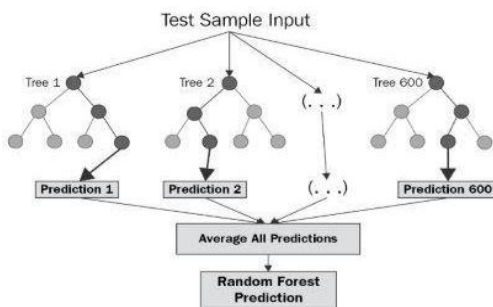 Test Sample Input
Tree 1
Tree 2
(. . .)
Tree 600
Prediction 1
Prediction 2
(. . .)
Prediction 600
Average All Predictions
Random Forest
Prediction